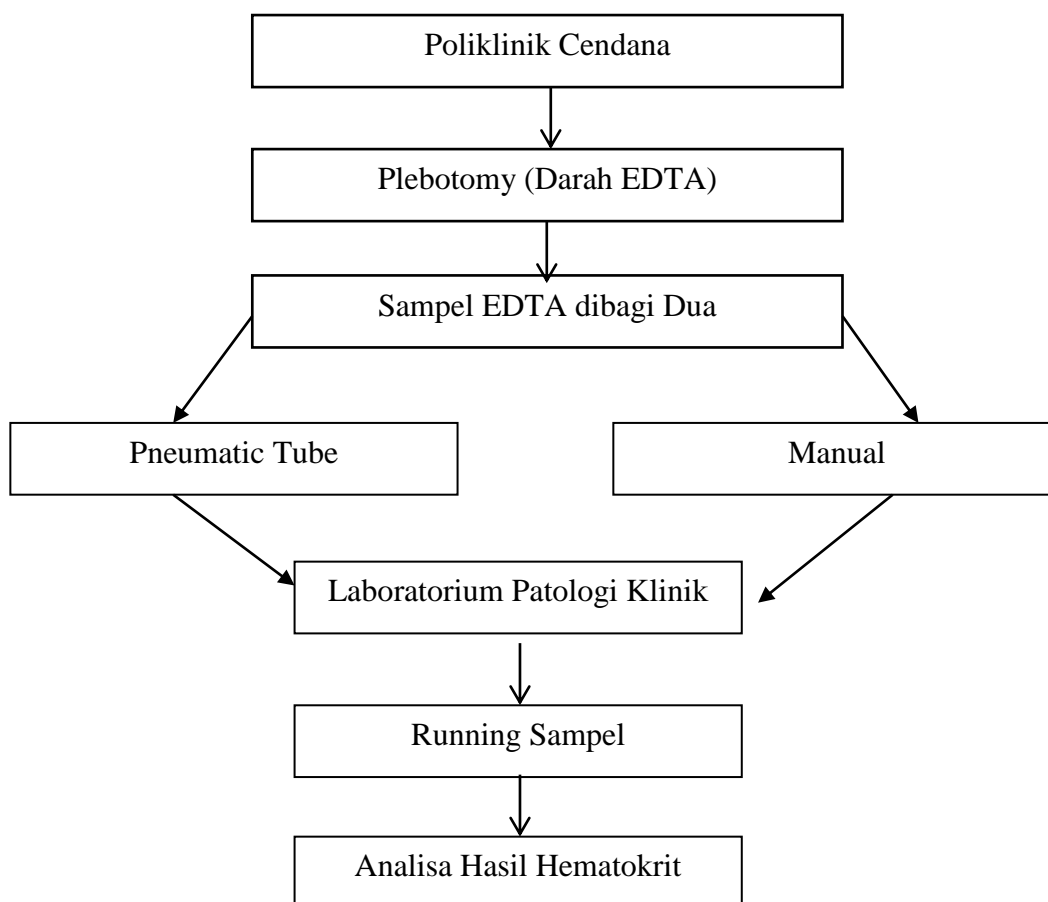 Poliklinik Cendana
Plebotomy (Darah EDTA)
Sampel EDTA dibagi Dua
Pneumatic Tube
Manual
Laboratorium Patologi Klinik
Running Sampel
Analisa Hasil Hematokrit